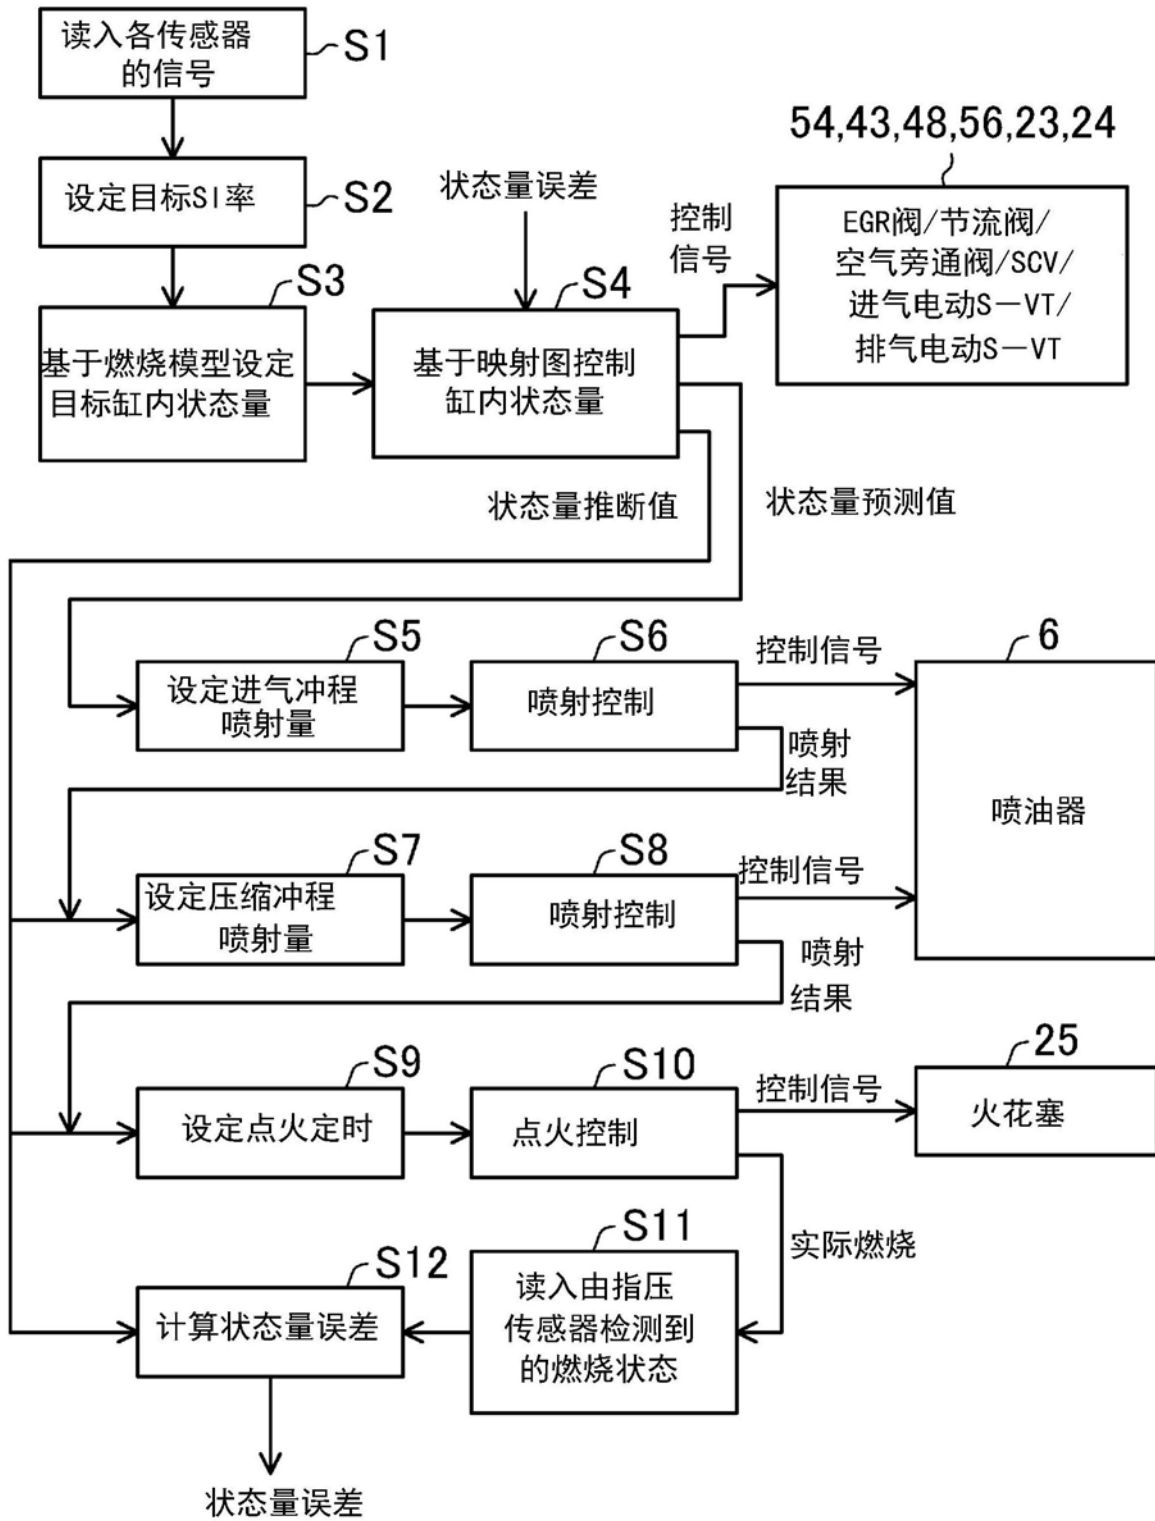 读入各传感器
的信号
S1
54,43,48,56,23,24
设定目标SI率
S2
状态量误差
控制
信号
EGR阀/节流阀/
空气旁通阀/SCV/
进气电动S－VT/
排气电动S－VT
S3
S4
基于燃烧模型设定
目标缸内状态量
基于映射图控制
缸内状态量
状态量推断值
状态量预测值
S5
S6
控制信号
6
设定进气冲程
喷射量
喷射控制
喷射
结果
喷油器
S7
S8
控制信号
设定压缩冲程
喷射量
喷射控制
喷射
结果
S9
S10
控制信号
25
设定点火定时
点火控制
火花塞
S11
实际燃烧
S12
读入由指压
传感器检测到
的燃烧状态
计算状态量误差
状态量误差